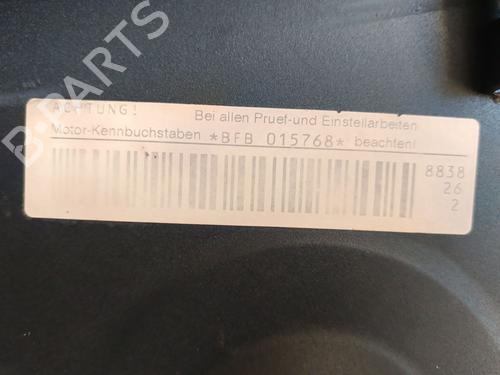 ACHTUNG!
Bei allen Pruef-und Einstellarbeiten
Motor-Kennbuchstaben *BFB 015768* beachten!
8838
26
2
B-PARTS